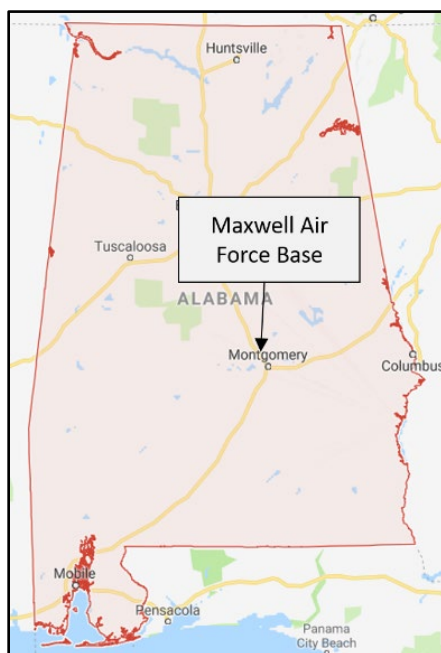 Huntsville
Maxwell Air
Force Base
Tuscaloosa
ALABAMA
Montgomery
Columbus
Mobile
Pensacola
Panama
City Beach